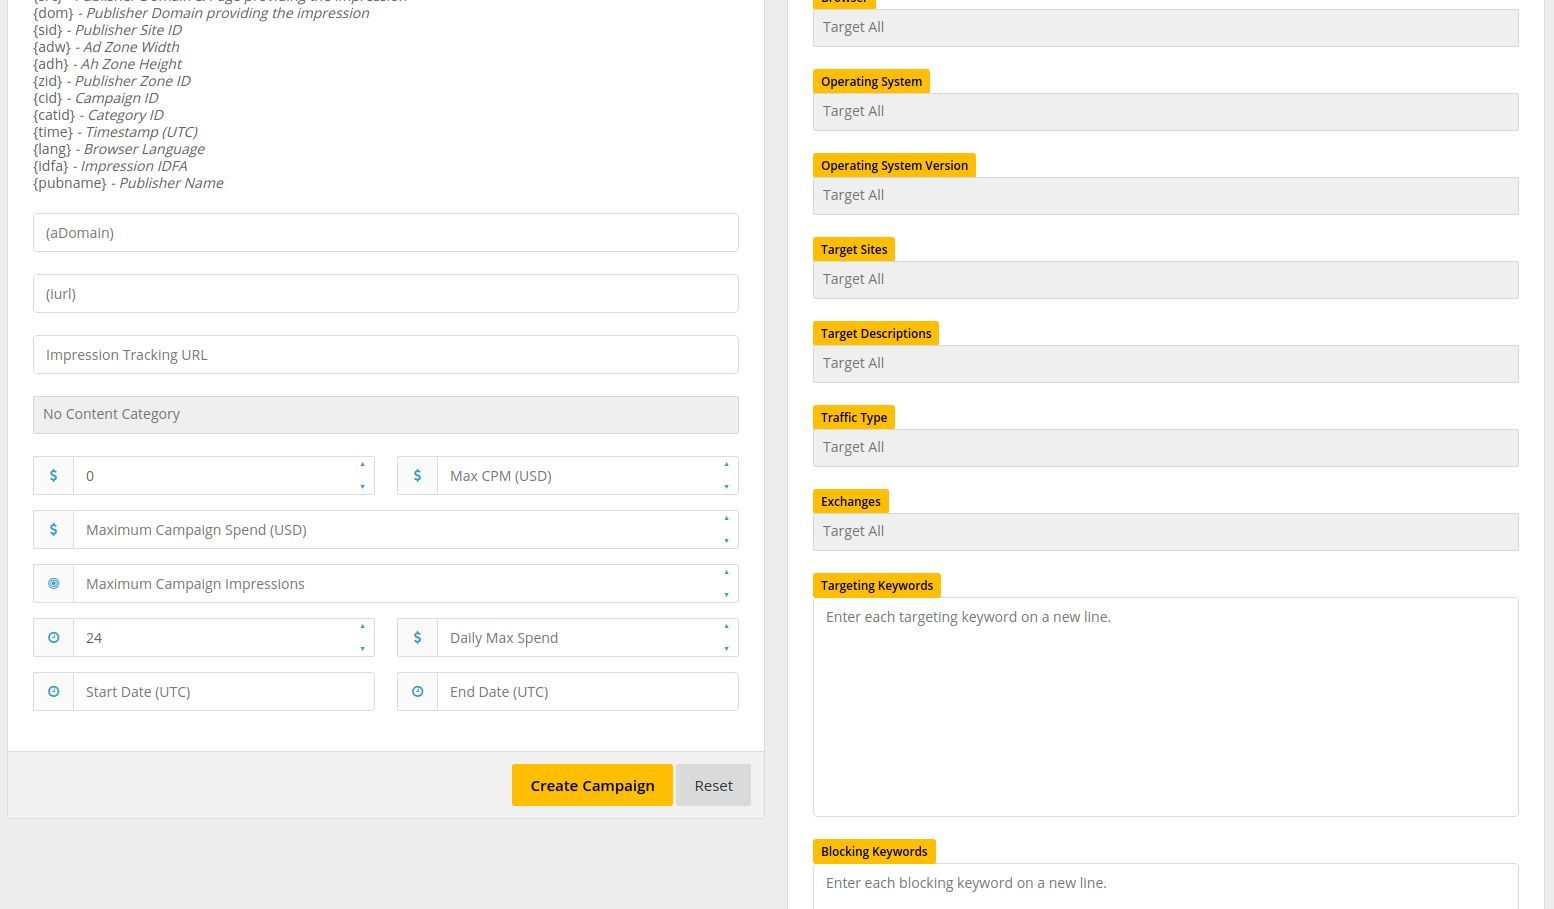 {dom} - Publisher Domain providing the impression
{sid} - Publisher Site ID
{adw} - Ad Zone Width
{adh} - Ah Zone Height
{zid} - Publisher Zone ID
{cid} - Campaign ID
{catid} - Category ID
{time} - Timestamp (UTC)
{lang} - Browser Language
{idfa} - Impression IDFA
{pubname} - Publisher Name
(aDomain)
(iurl)
Impression Tracking URL
No Content Category
$ 0
$ Max CPM (USD)
$ Maximum Campaign Spend (USD)
Maximum Campaign Impressions
24
$ Daily Max Spend
Start Date (UTC)
End Date (UTC)
Create Campaign
Reset
Browser
Target All
Operating System
Target All
Operating System Version
Target All
Target Sites
Target All
Target Descriptions
Target All
Traffic Type
Target All
Exchanges
Target All
Targeting Keywords
Enter each targeting keyword on a new line.
Blocking Keywords
Enter each blocking keyword on a new line.